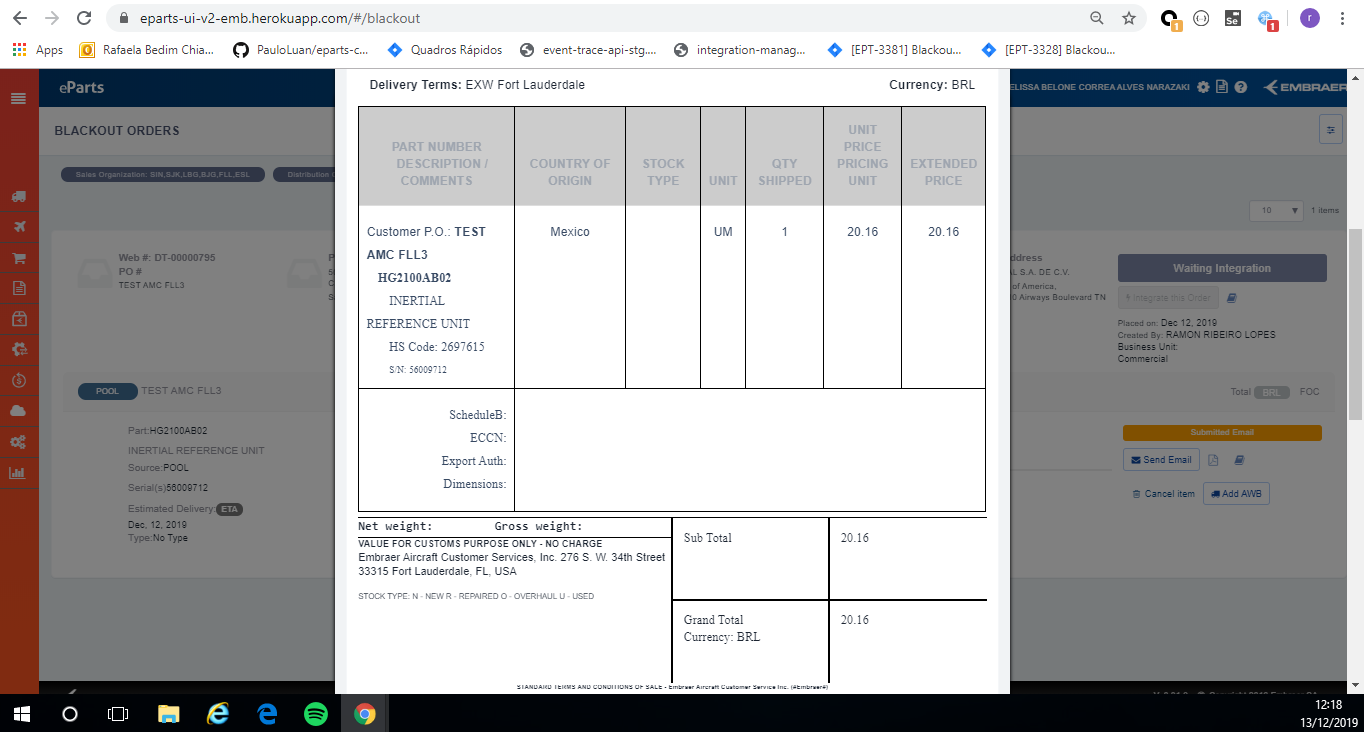 eparts-ui-v2-emb.herokuapp.com/#/blackout
1
Se
1
r
Apps
Rafaela Bedim Chia...
PauloLuan/eparts-c...
Quadros Rápidos
event-trace-api-stg....
integration-manag...
[EPT-3381] Blackou...
[EPT-3328] Blackou...
eParts
ELISSA BELONE CORREA ALVES NARAZAKI
EMBRAER
BLACKOUT ORDERS
Sales Organization: SIN,SJK,LBG,BJG,FLL,ESL
Distribution
10
1 items
Web #: DT-00000795
PO #
TEST AMC FLL3
POOL
TEST AMC FLL3
Part:HG2100AB02
INERTIAL REFERENCE UNIT
Source:POOL
Serial(s)56009712
Estimated Delivery: ETA
Dec, 12, 2019
Type:No Type
Delivery Terms: EXW Fort Lauderdale
Currency: BRL
PART NUMBER
DESCRIPTION /
COMMENTS
COUNTRY OF
ORIGIN
STOCK
TYPE
UNIT
QTY
SHIPPED
UNIT
PRICE
PRICING
UNIT
EXTENDED
PRICE
Customer P.O.: TEST
AMC FLL3
HG2100AB02
INERTIAL
REFERENCE UNIT
HS Code: 2697615
S/N: 56009712
Mexico
UM
1
20.16
20.16
ScheduleB:
ECCN:
Export Auth:
Dimensions:
Net weight:
Gross weight:
VALUE FOR CUSTOMS PURPOSE ONLY - NO CHARGE
Embraer Aircraft Customer Services, Inc. 276 S. W. 34th Street
33315 Fort Lauderdale, FL, USA
STOCK TYPE: N - NEW R - REPAIRED O - OVERHAUL U - USED
Sub Total
20.16
Grand Total
Currency: BRL
20.16
STANDARD TERMS AND CONDITIONS OF SALE - Embraer Aircraft Customer Service Inc. (#Embraer#)
ddress
L S.A. DE C.V.
of America,
0 Airways Boulevard TN
Waiting Integration
Integrate this Order
Placed on: Dec 12, 2019
Created By: RAMON RIBEIRO LOPES
Business Unit:
Commercial
Total BRL FOC
Submitted Email
Send Email
Cancel item
Add AWB
12:18
13/12/2019